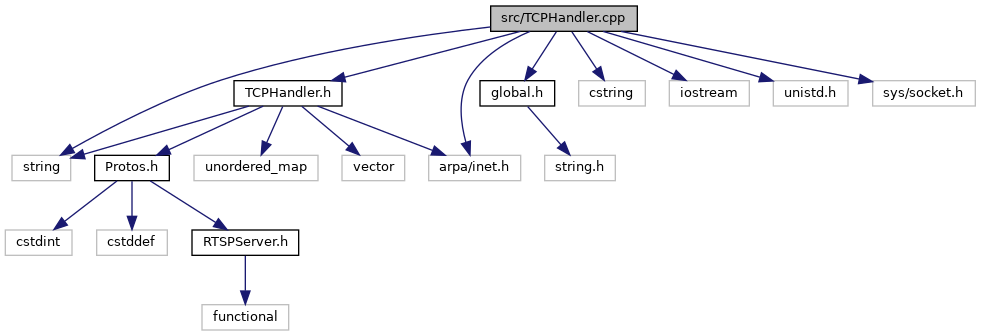 src/TCPHandler.cpp
TCPHandler.h
global.h
cstring
iostream
unistd.h
sys/socket.h
string
Protos.h
unordered_map
vector
arpa/inet.h
string.h
cstdint
cstddef
RTSPServer.h
functional